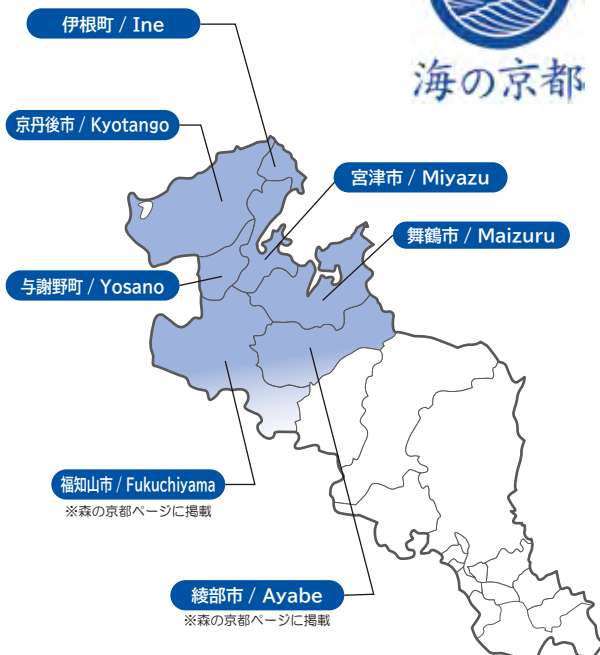 伊根町 / Ine
海の京都
京丹後市 / Kyotango
宮津市 / Miyazu
舞鶴市 / Maizuru
与謝野町 / Yosano
福知山市 / Fukuchiyama
※森の京都ページに掲載
綾部市 / Ayabe
※森の京都ページに掲載